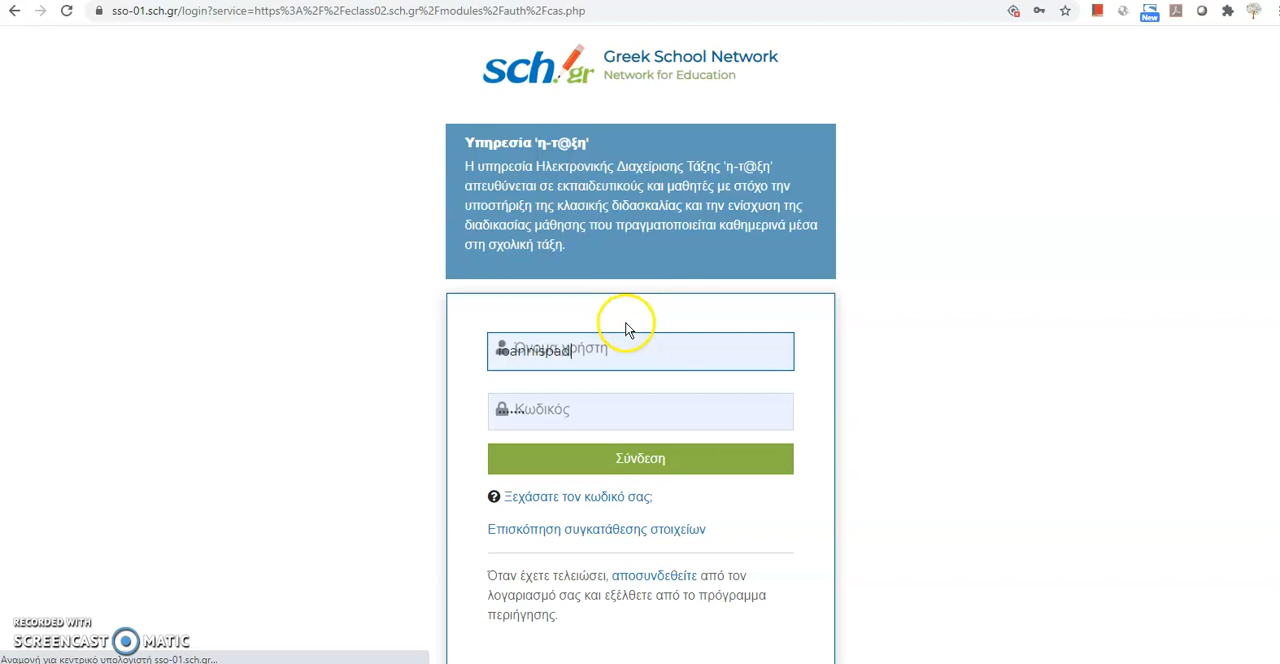 sso-01.sch.gr/login?service=https%3A%2F%2Feclass02.sch.gr%2Fmodules%2Fauth%2Fcas.php
New
sch.gr Greek School Network
Network for Education
Υπηρεσία 'η-τ@ξη'
Η υπηρεσία Ηλεκτρονικής Διαχείρισης Τάξης 'η-τ@ξη'
απευθύνεται σε εκπαιδευτικούς και μαθητές με στόχο την
υποστήριξη της κλασικής διδασκαλίας και την ενίσχυση της
διαδικασίας μάθησης που πραγματοποιείται καθημερινά μέσα
στη σχολική τάξη.
Όνομα χρήστη
ioannispad
Κωδικός
Σύνδεση
Ξεχάσατε τον κωδικό σας;
Επισκόπηση συγκατάθεσης στοιχείων
Όταν έχετε τελειώσει, αποσυνδεθείτε από τον
λογαριασμό σας και εξέλθετε από το πρόγραμμα
περιήγησης.
RECORDED WITH
SCREENCAST MATIC
Αναμονή για κεντρικό υπολογιστή sso-01.sch.gr...